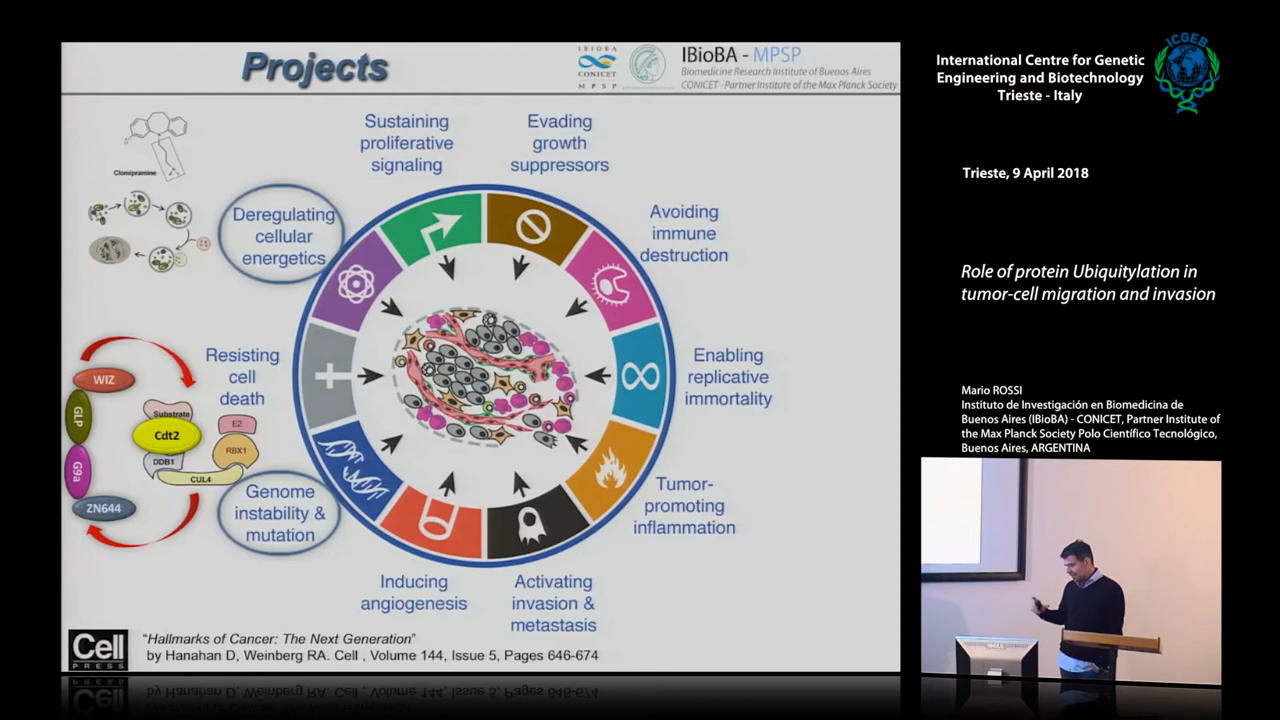 Projects
IBIOBA
CONICET
M P S P
IBioBA - MPSP
Biomedicine Research Institute of Buenos Aires
CONICET - Partner Institute of the Max Planck Society
Clomipramine
Sustaining
proliferative
signaling
Evading
growth
suppressors
Deregulating
cellular
energetics
Avoiding
immune
destruction
Resisting
cell
death
Enabling
replicative
immortality
WIZ
GLP
G9a
ZN644
Substrate
Cdt2
DDB1
E2
RBX1
CUL4
Genome
instability &
mutation
Tumor-
promoting
inflammation
Inducing
angiogenesis
Activating
invasion &
metastasis
Cell
PRESS
"Hallmarks of Cancer: The Next Generation"
by Hanahan D, Weinberg RA. Cell , Volume 144, Issue 5, Pages 646-674
International Centre for Genetic
Engineering and Biotechnology
Trieste - Italy
ICGEB
Trieste, 9 April 2018
Role of protein Ubiquitylation in
tumor-cell migration and invasion
Mario ROSSI
Instituto de Investigación en Biomedicina de
Buenos Aires (IBioBA) - CONICET, Partner Institute of
the Max Planck Society Polo Científico Tecnológico,
Buenos Aires, ARGENTINA